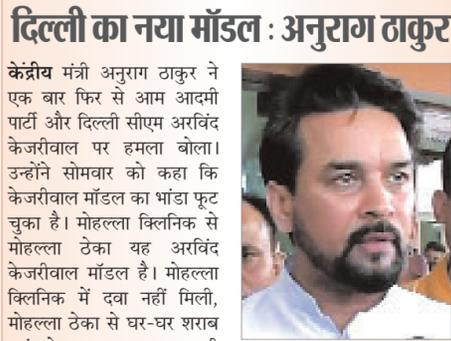 दिल्ली का नया मॉडल : अनुराग ठाकुर
केंद्रीय मंत्री अनुराग ठाकुर ने
एक बार फिर से आम आदमी
पार्टी और दिल्ली सीएम अरविंद
केजरीवाल पर हमला बोला।
उन्होंने सोमवार को कहा कि
केजरीवाल मॉडल का भांडा फूट
चुका है। मोहल्ला क्लिनिक से
मोहल्ला ठेका यह अरविंद
केजरीवाल मॉडल है। मोहल्ला
क्लिनिक में दवा नहीं मिली,
मोहल्ला ठेका से घर-घर शराब